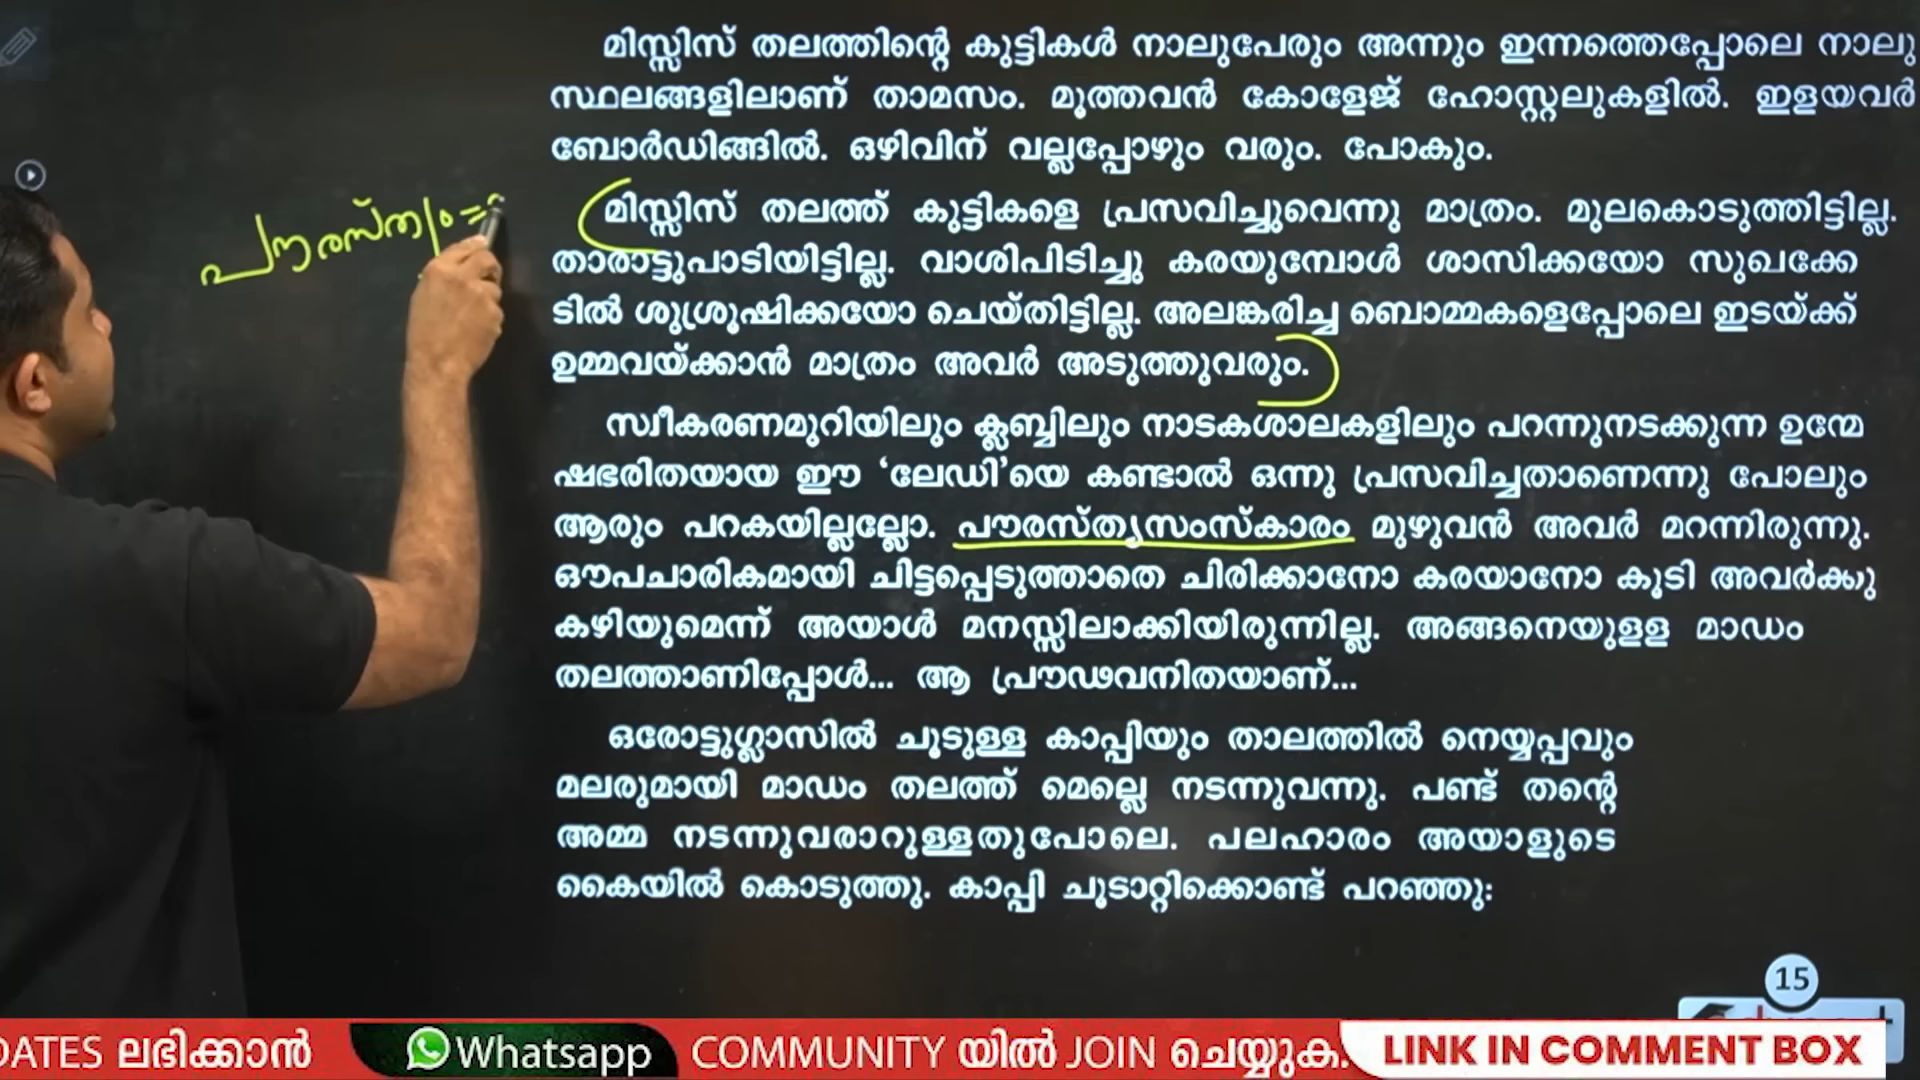 മിസ്സിസ് തലത്തിന്റെ കുട്ടികൾ നാലുപേരും അന്നും ഇന്നത്തെപ്പോലെ നാലു
സ്ഥലങ്ങളിലാണ് താമസം. മൂത്തവൻ കോളേജ് ഹോസ്റ്റലുകളിൽ. ഇളയവർ
ബോർഡിങ്ങിൽ. ഒഴിവിന് വല്ലപ്പോഴും വരും. പോകും.
പൗരസ്ത്യം =
മിസ്സിസ് തലത്ത് കുട്ടികളെ പ്രസവിച്ചുവെന്നു മാത്രം. മുലകൊടുത്തിട്ടില്ല.
താരാട്ടുപാടിയിട്ടില്ല. വാശിപിടിച്ചു കരയുമ്പോൾ ശാസിക്കയോ സുഖക്കേ
ടിൽ ശുശ്രൂഷിക്കയോ ചെയ്തിട്ടില്ല. അലങ്കരിച്ച ബൊമ്മകളെപ്പോലെ ഇടയ്ക്ക്
ഉമ്മവയ്ക്കാൻ മാത്രം അവർ അടുത്തുവരും.
സ്വീകരണമുറിയിലും ക്ലബ്ബിലും നാടകശാലകളിലും പറന്നുനടക്കുന്ന ഉന്മേ
ഷഭരിതയായ ഈ ‘ലേഡി’യെ കണ്ടാൽ ഒന്നു പ്രസവിച്ചതാണെന്നു പോലും
ആരും പറകയില്ലല്ലോ. പൗരസ്ത്യസംസ്കാരം മുഴുവൻ അവർ മറന്നിരുന്നു.
ഔപചാരികമായി ചിട്ടപ്പെടുത്താതെ ചിരിക്കാനോ കരയാനോ കൂടി അവർക്കു
കഴിയുമെന്ന് അയാൾ മനസ്സിലാക്കിയിരുന്നില്ല. അങ്ങനെയുളള മാഡം
തലത്താണിപ്പോൾ... ആ പ്രൗഢവനിതയാണ്...
ഒരോട്ടുഗ്ലാസിൽ ചൂടുള്ള കാപ്പിയും താലത്തിൽ നെയ്യപ്പവും
മലരുമായി മാഡം തലത്ത് മെല്ലെ നടന്നുവന്നു. പണ്ട് തന്റെ
അമ്മ നടന്നുവരാറുള്ളതുപോലെ. പലഹാരം അയാളുടെ
കൈയിൽ കൊടുത്തു. കാപ്പി ചൂടാറ്റിക്കൊണ്ട് പറഞ്ഞു:
15
DATES ലഭിക്കാൻ Whatsapp COMMUNITY യിൽ JOIN ചെയ്യുക. LINK IN COMMENT BOX